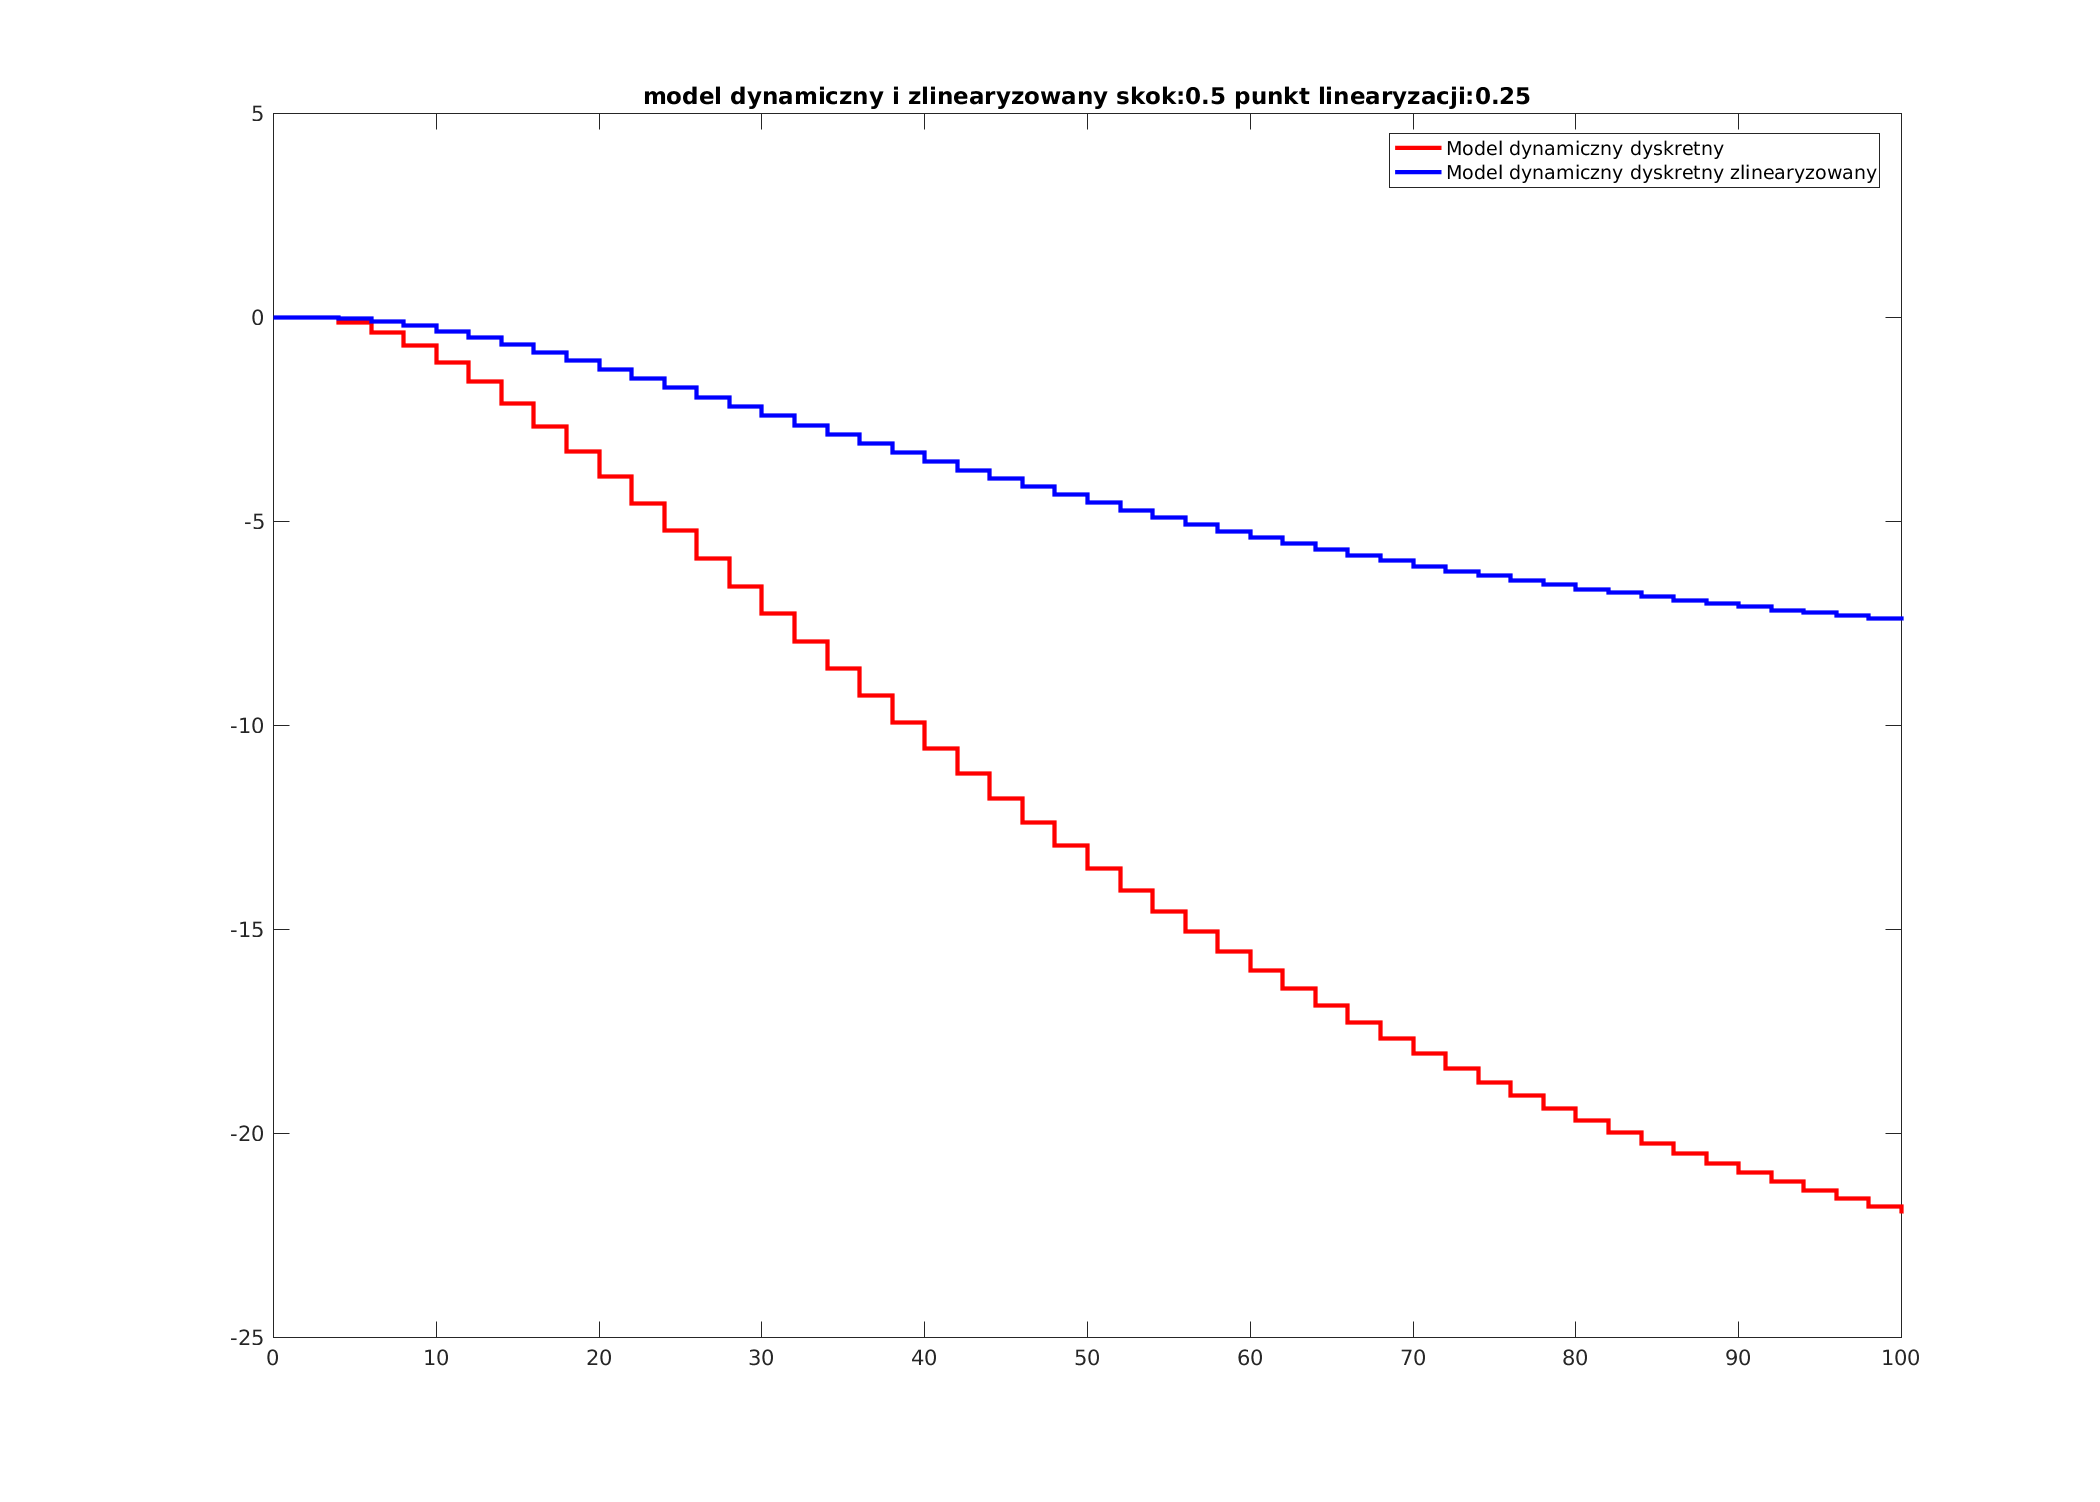 model dynamiczny i zlinearyzowany skok:0.5 punkt linearyzacji:0.25
Model dynamiczny dyskretny
Model dynamiczny dyskretny zlinearyzowany
5
0
-5
-10
-15
-20
-25
0 10 20 30 40 50 60 70 80 90 100